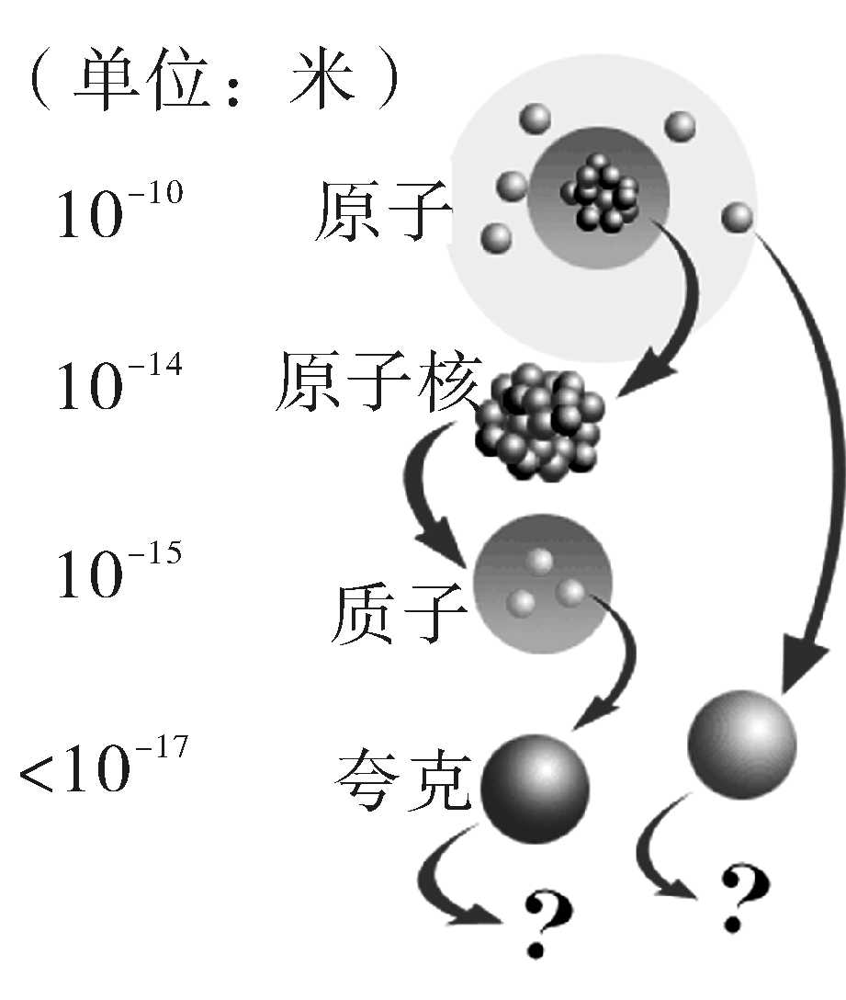 （单位：米）
10⁻¹⁰ 原子
10⁻¹⁴ 原子核
10⁻¹⁵ 质子
<10⁻¹⁷ 夸克
? ?